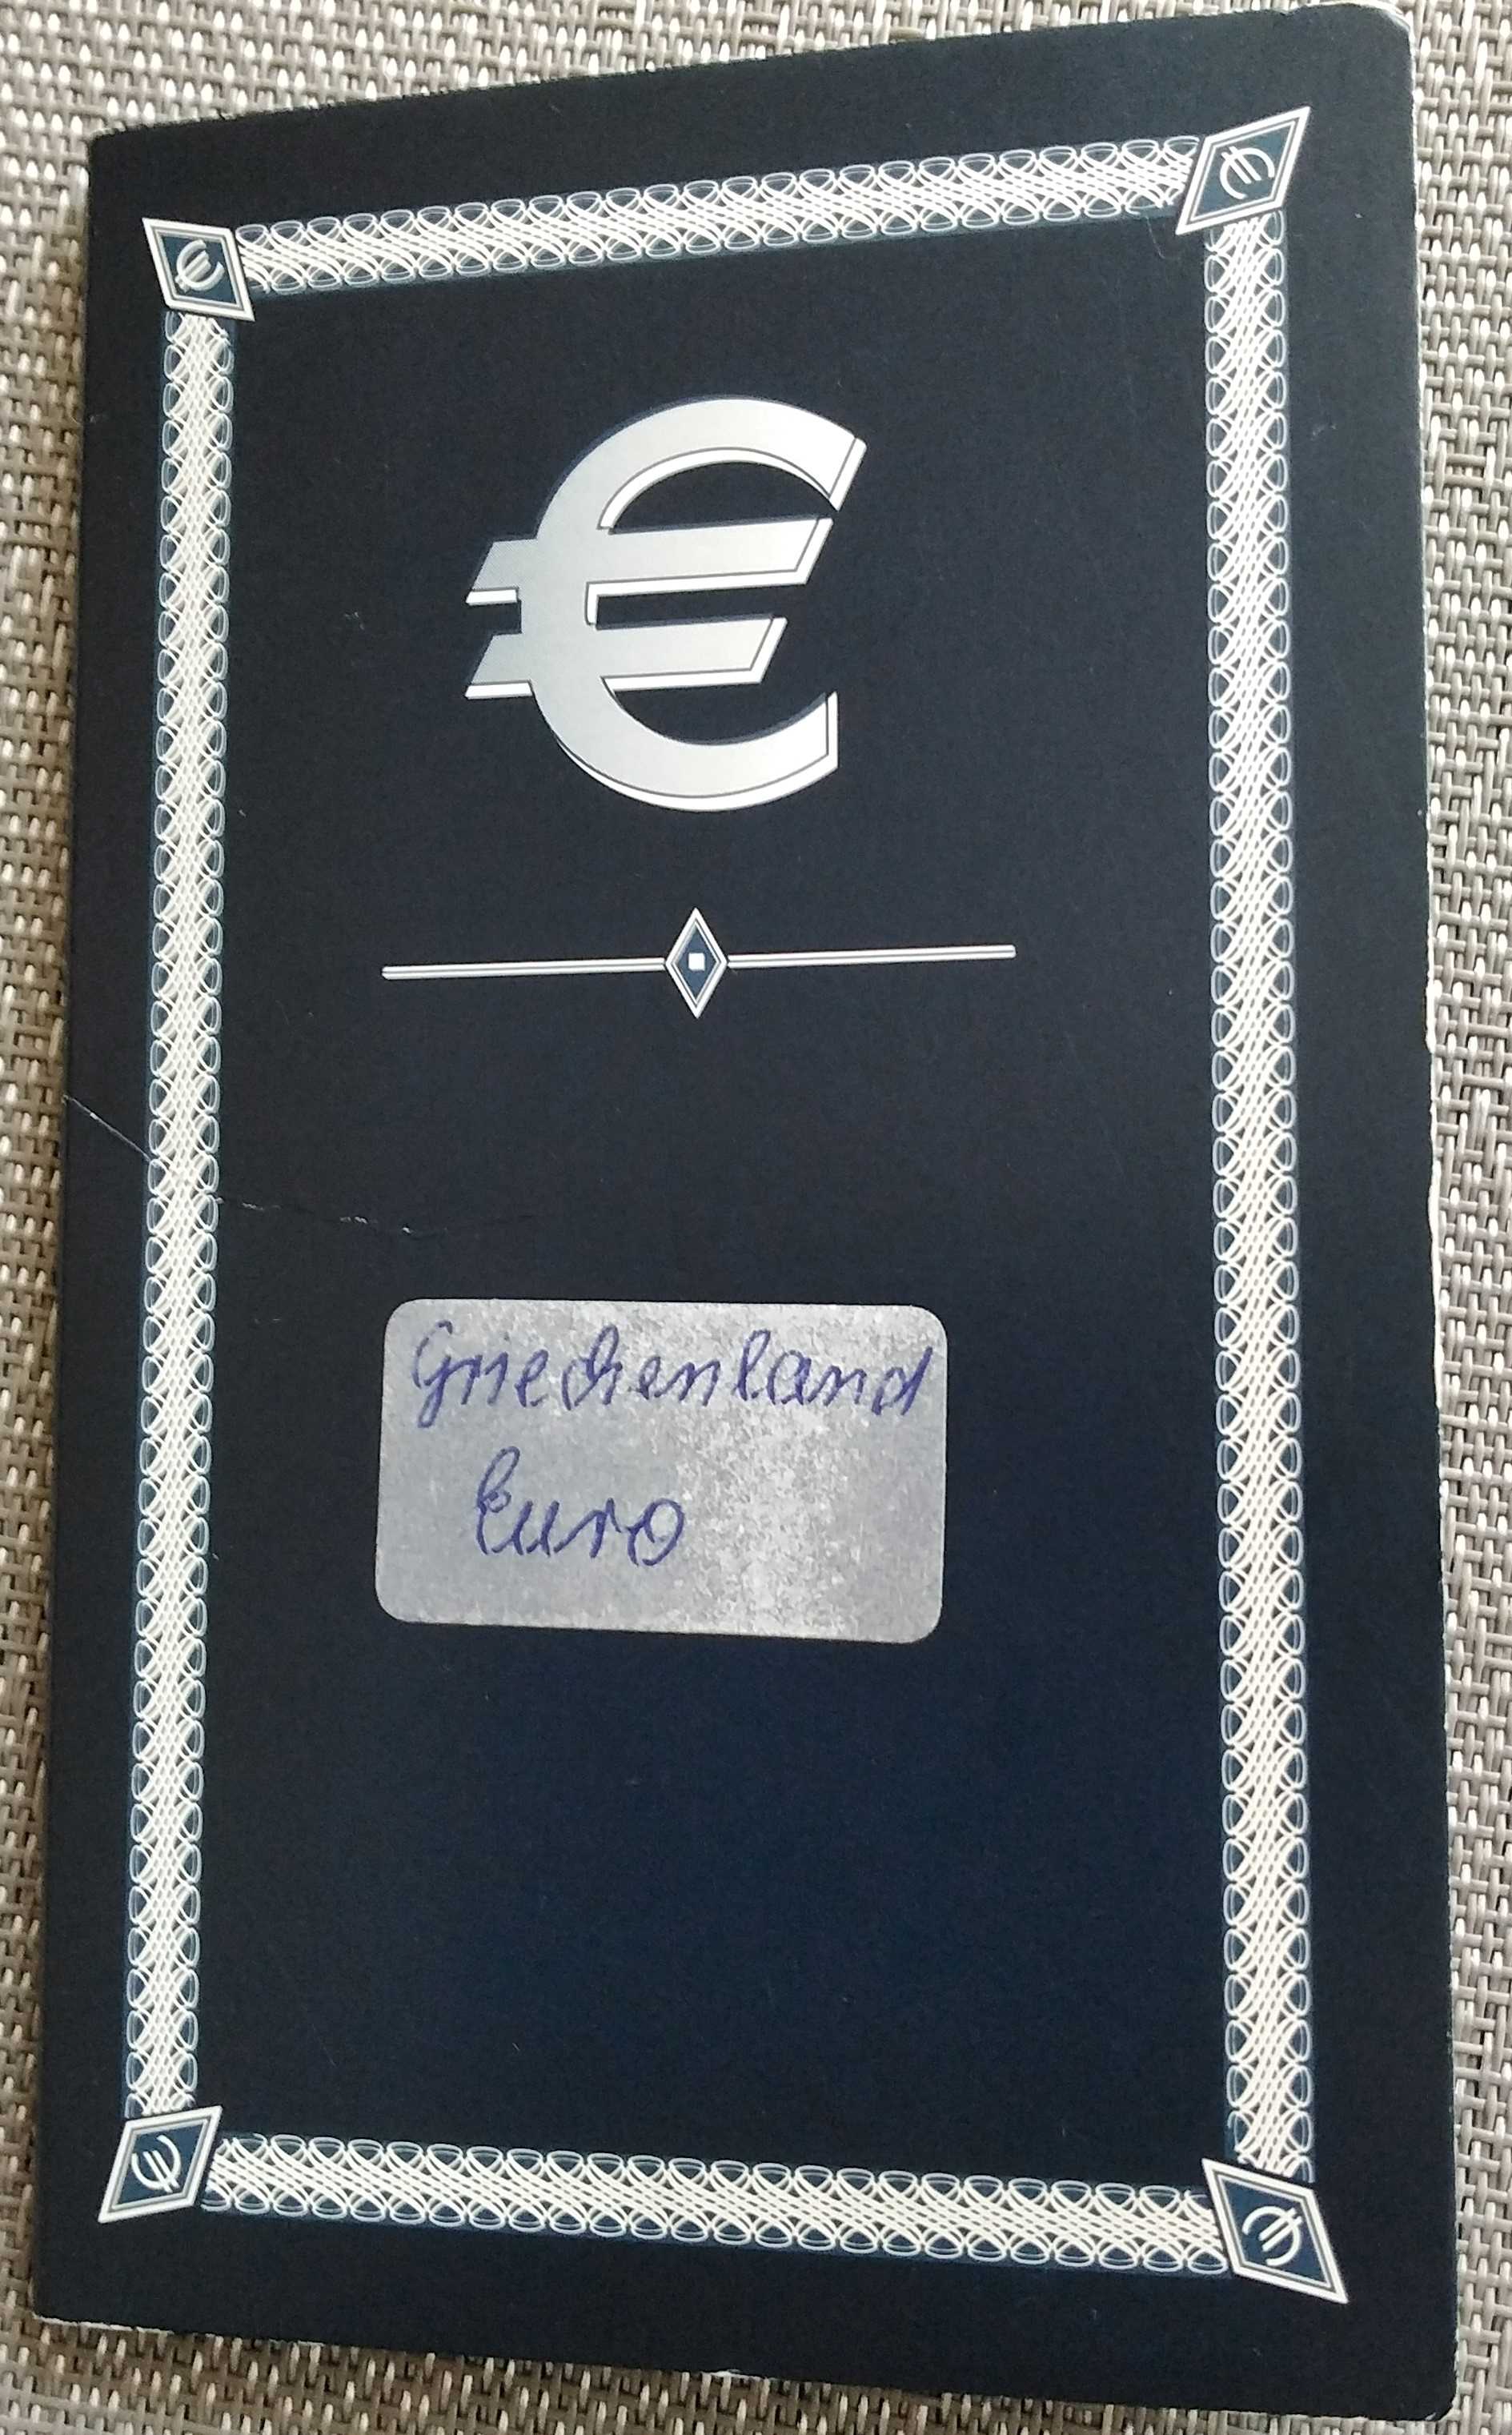 €
Griechenland
Euro